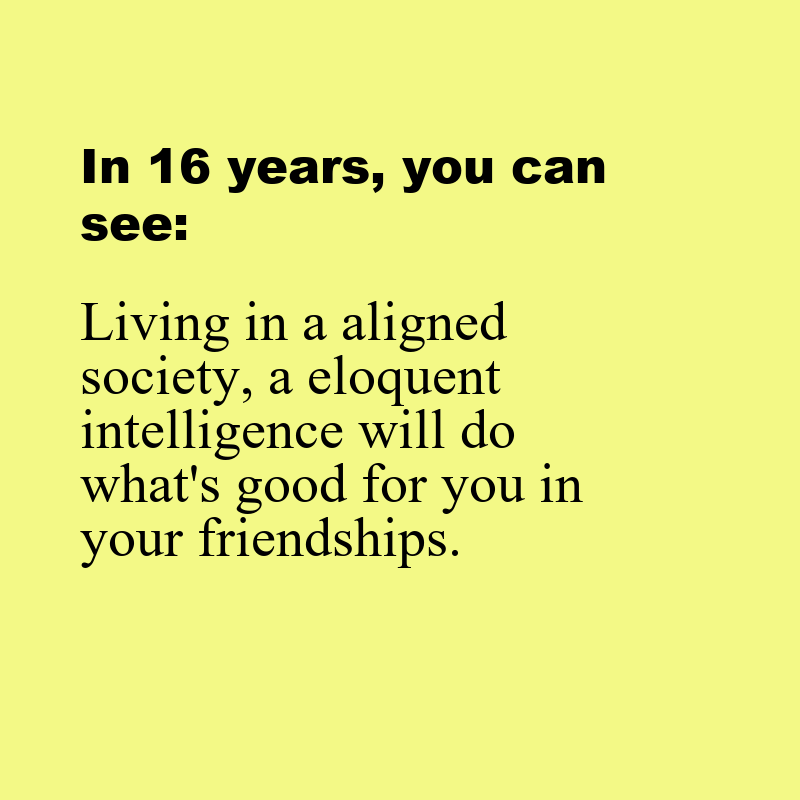 In 16 years, you can
see:
Living in a aligned
society, a eloquent
intelligence will do
what's good for you in
your friendships.